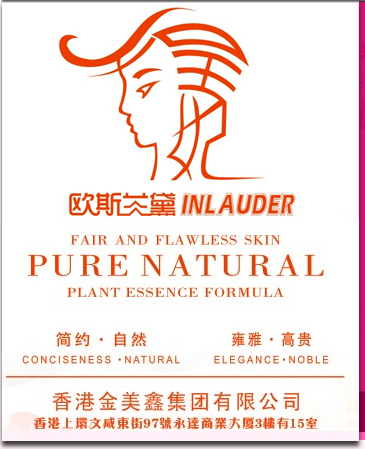 欧斯兰黛 INLAUDER
FAIR AND FLAWLESS SKIN
PURE NATURAL
PLANT ESSENCE FORMULA
简约·自然 雍雅·高贵
CONCISENESS·NATURAL ELEGANCE·NOBLE
香港金美鑫集团有限公司
香港上環文咸東街97號永達商業大厦3樓有15室